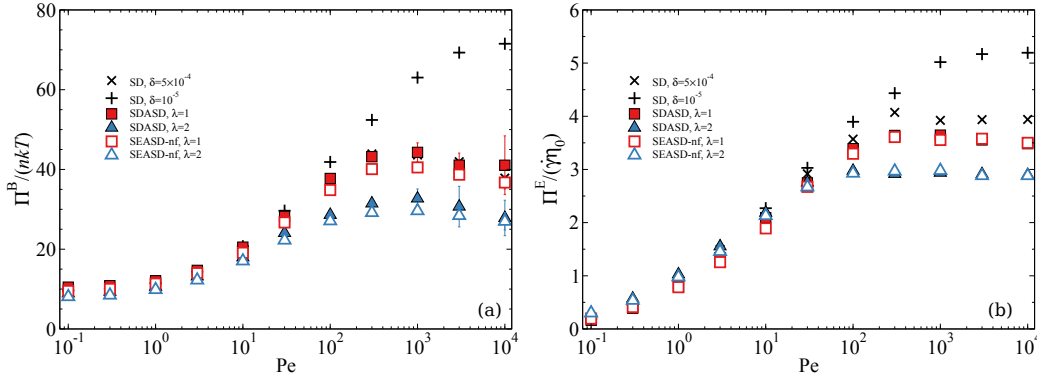 80
60
40
20
0
Π^B/(nkT)
× SD, δ=5×10^-4
+ SD, δ=10^-5
SDASD, λ=1
SDASD, λ=2
SEASD-nf, λ=1
SEASD-nf, λ=2
(a)
10^-1 10^0 10^1 10^2 10^3 10^4
Pe
6
5
4
3
2
1
0
Π^E/(γ̇η_0)
× SD, δ=5×10^-4
+ SD, δ=10^-5
SDASD, λ=1
SDASD, λ=2
SEASD-nf, λ=1
SEASD-nf, λ=2
(b)
10^-1 10^0 10^1 10^2 10^3 10^4
Pe